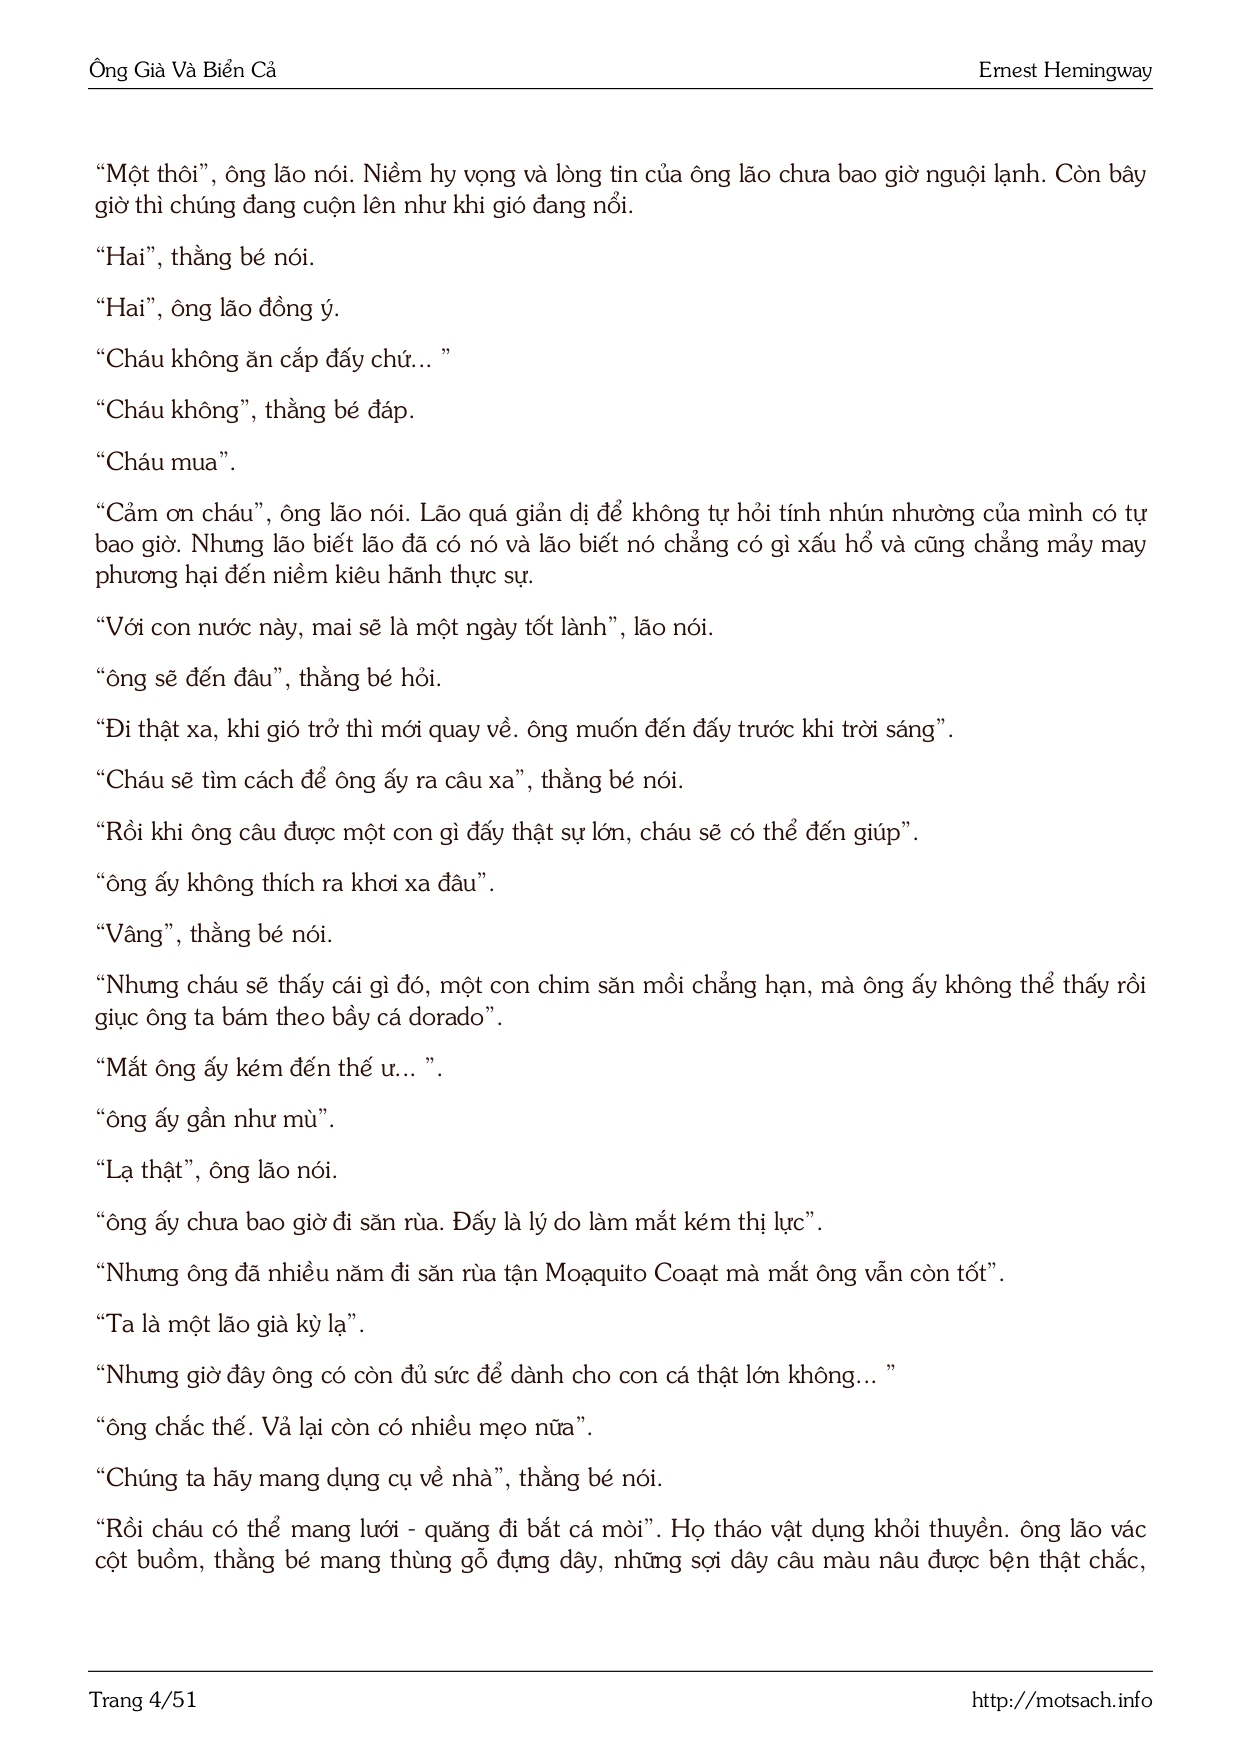 Ông Già Và Biển Cả
Ernest Hemingway
“Một thôi”, ông lão nói. Niềm hy vọng và lòng tin của ông lão chưa bao giờ nguội lạnh. Còn bây
giờ thì chúng đang cuộn lên như khi gió đang nổi.
“Hai”, thằng bé nói.
“Hai”, ông lão đồng ý.
“Cháu không ăn cắp đấy chứ... ”
“Cháu không”, thằng bé đáp.
“Cháu mua”.
“Cảm ơn cháu”, ông lão nói. Lão quá giản dị để không tự hỏi tính nhún nhường của mình có tự
bao giờ. Nhưng lão biết lão đã có nó và lão biết nó chẳng có gì xấu hổ và cũng chẳng mảy may
phương hại đến niềm kiêu hãnh thực sự.
“Với con nước này, mai sẽ là một ngày tốt lành”, lão nói.
“ông sẽ đến đâu”, thằng bé hỏi.
“Đi thật xa, khi gió trở thì mới quay về. ông muốn đến đấy trước khi trời sáng”.
“Cháu sẽ tìm cách để ông ấy ra câu xa”, thằng bé nói.
“Rồi khi ông câu được một con gì đấy thật sự lớn, cháu sẽ có thể đến giúp”.
“ông ấy không thích ra khơi xa đâu”.
“Vâng”, thằng bé nói.
“Nhưng cháu sẽ thấy cái gì đó, một con chim săn mồi chẳng hạn, mà ông ấy không thể thấy rồi
giục ông ta bám theo bầy cá dorado”.
“Mắt ông ấy kém đến thế ư... ”.
“ông ấy gần như mù”.
“Lạ thật”, ông lão nói.
“ông ấy chưa bao giờ đi săn rùa. Đấy là lý do làm mắt kém thị lực”.
“Nhưng ông đã nhiều năm đi săn rùa tận Moạquito Coaạt mà mắt ông vẫn còn tốt”.
“Ta là một lão già kỳ lạ”.
“Nhưng giờ đây ông có còn đủ sức để dành cho con cá thật lớn không... ”
“ông chắc thế. Vả lại còn có nhiều mẹo nữa”.
“Chúng ta hãy mang dụng cụ về nhà”, thằng bé nói.
“Rồi cháu có thể mang lưới - quăng đi bắt cá mòi”. Họ tháo vật dụng khỏi thuyền. ông lão vác
cột buồm, thằng bé mang thùng gỗ đựng dây, những sợi dây câu màu nâu được bện thật chắc,
Trang 4/51
http://motsach.info